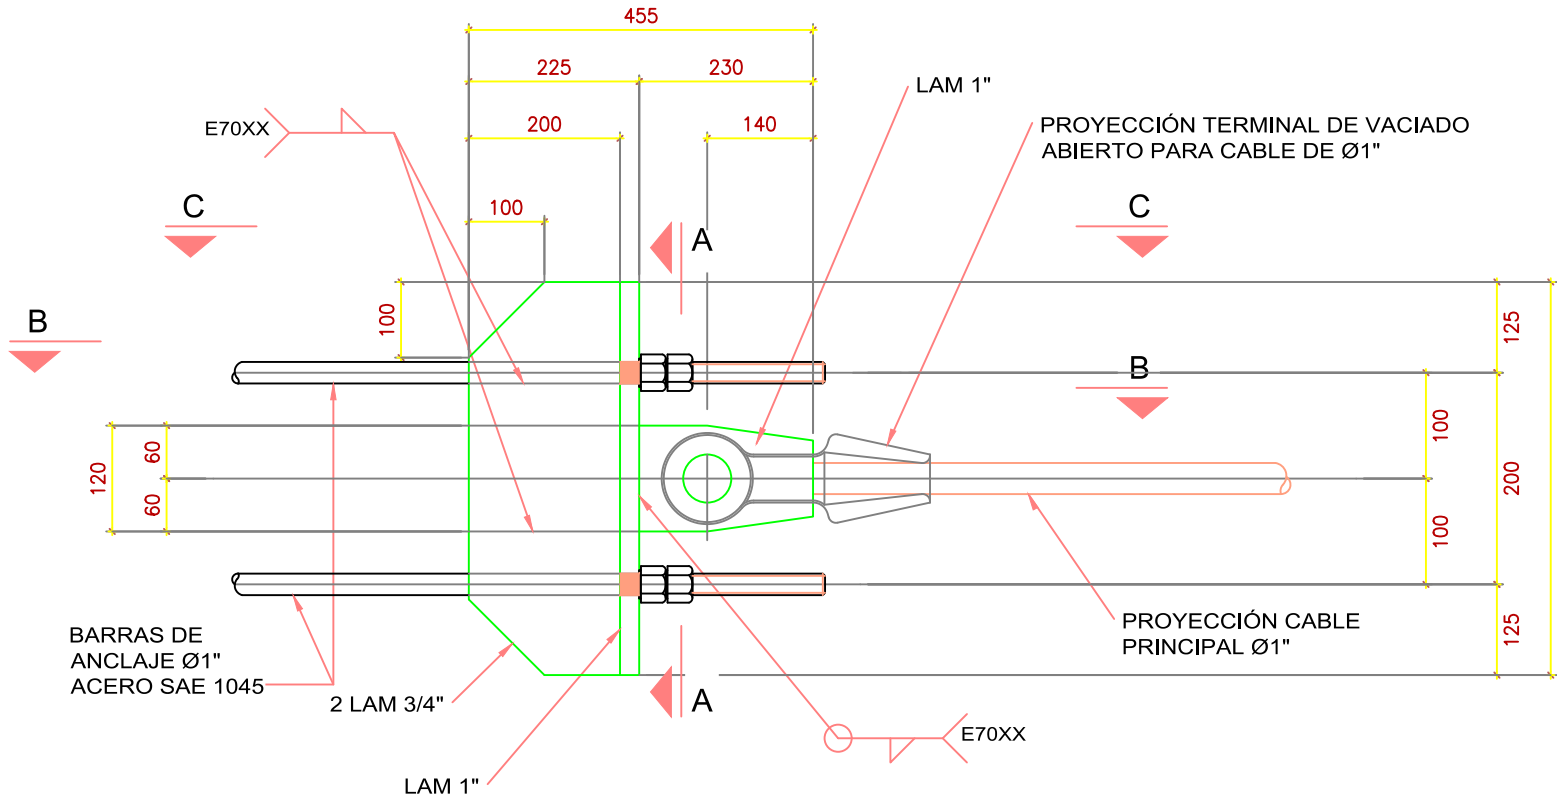 455
225
230
LAM 1"
E70XX
200
140
PROYECCIÓN TERMINAL DE VACIADO
ABIERTO PARA CABLE DE Ø1"
C
100
C
A
B
100
125
B
100
120
60
60
200
100
BARRAS DE
ANCLAJE Ø1"
ACERO SAE 1045
2 LAM 3/4"
A
PROYECCIÓN CABLE
PRINCIPAL Ø1"
125
E70XX
LAM 1"